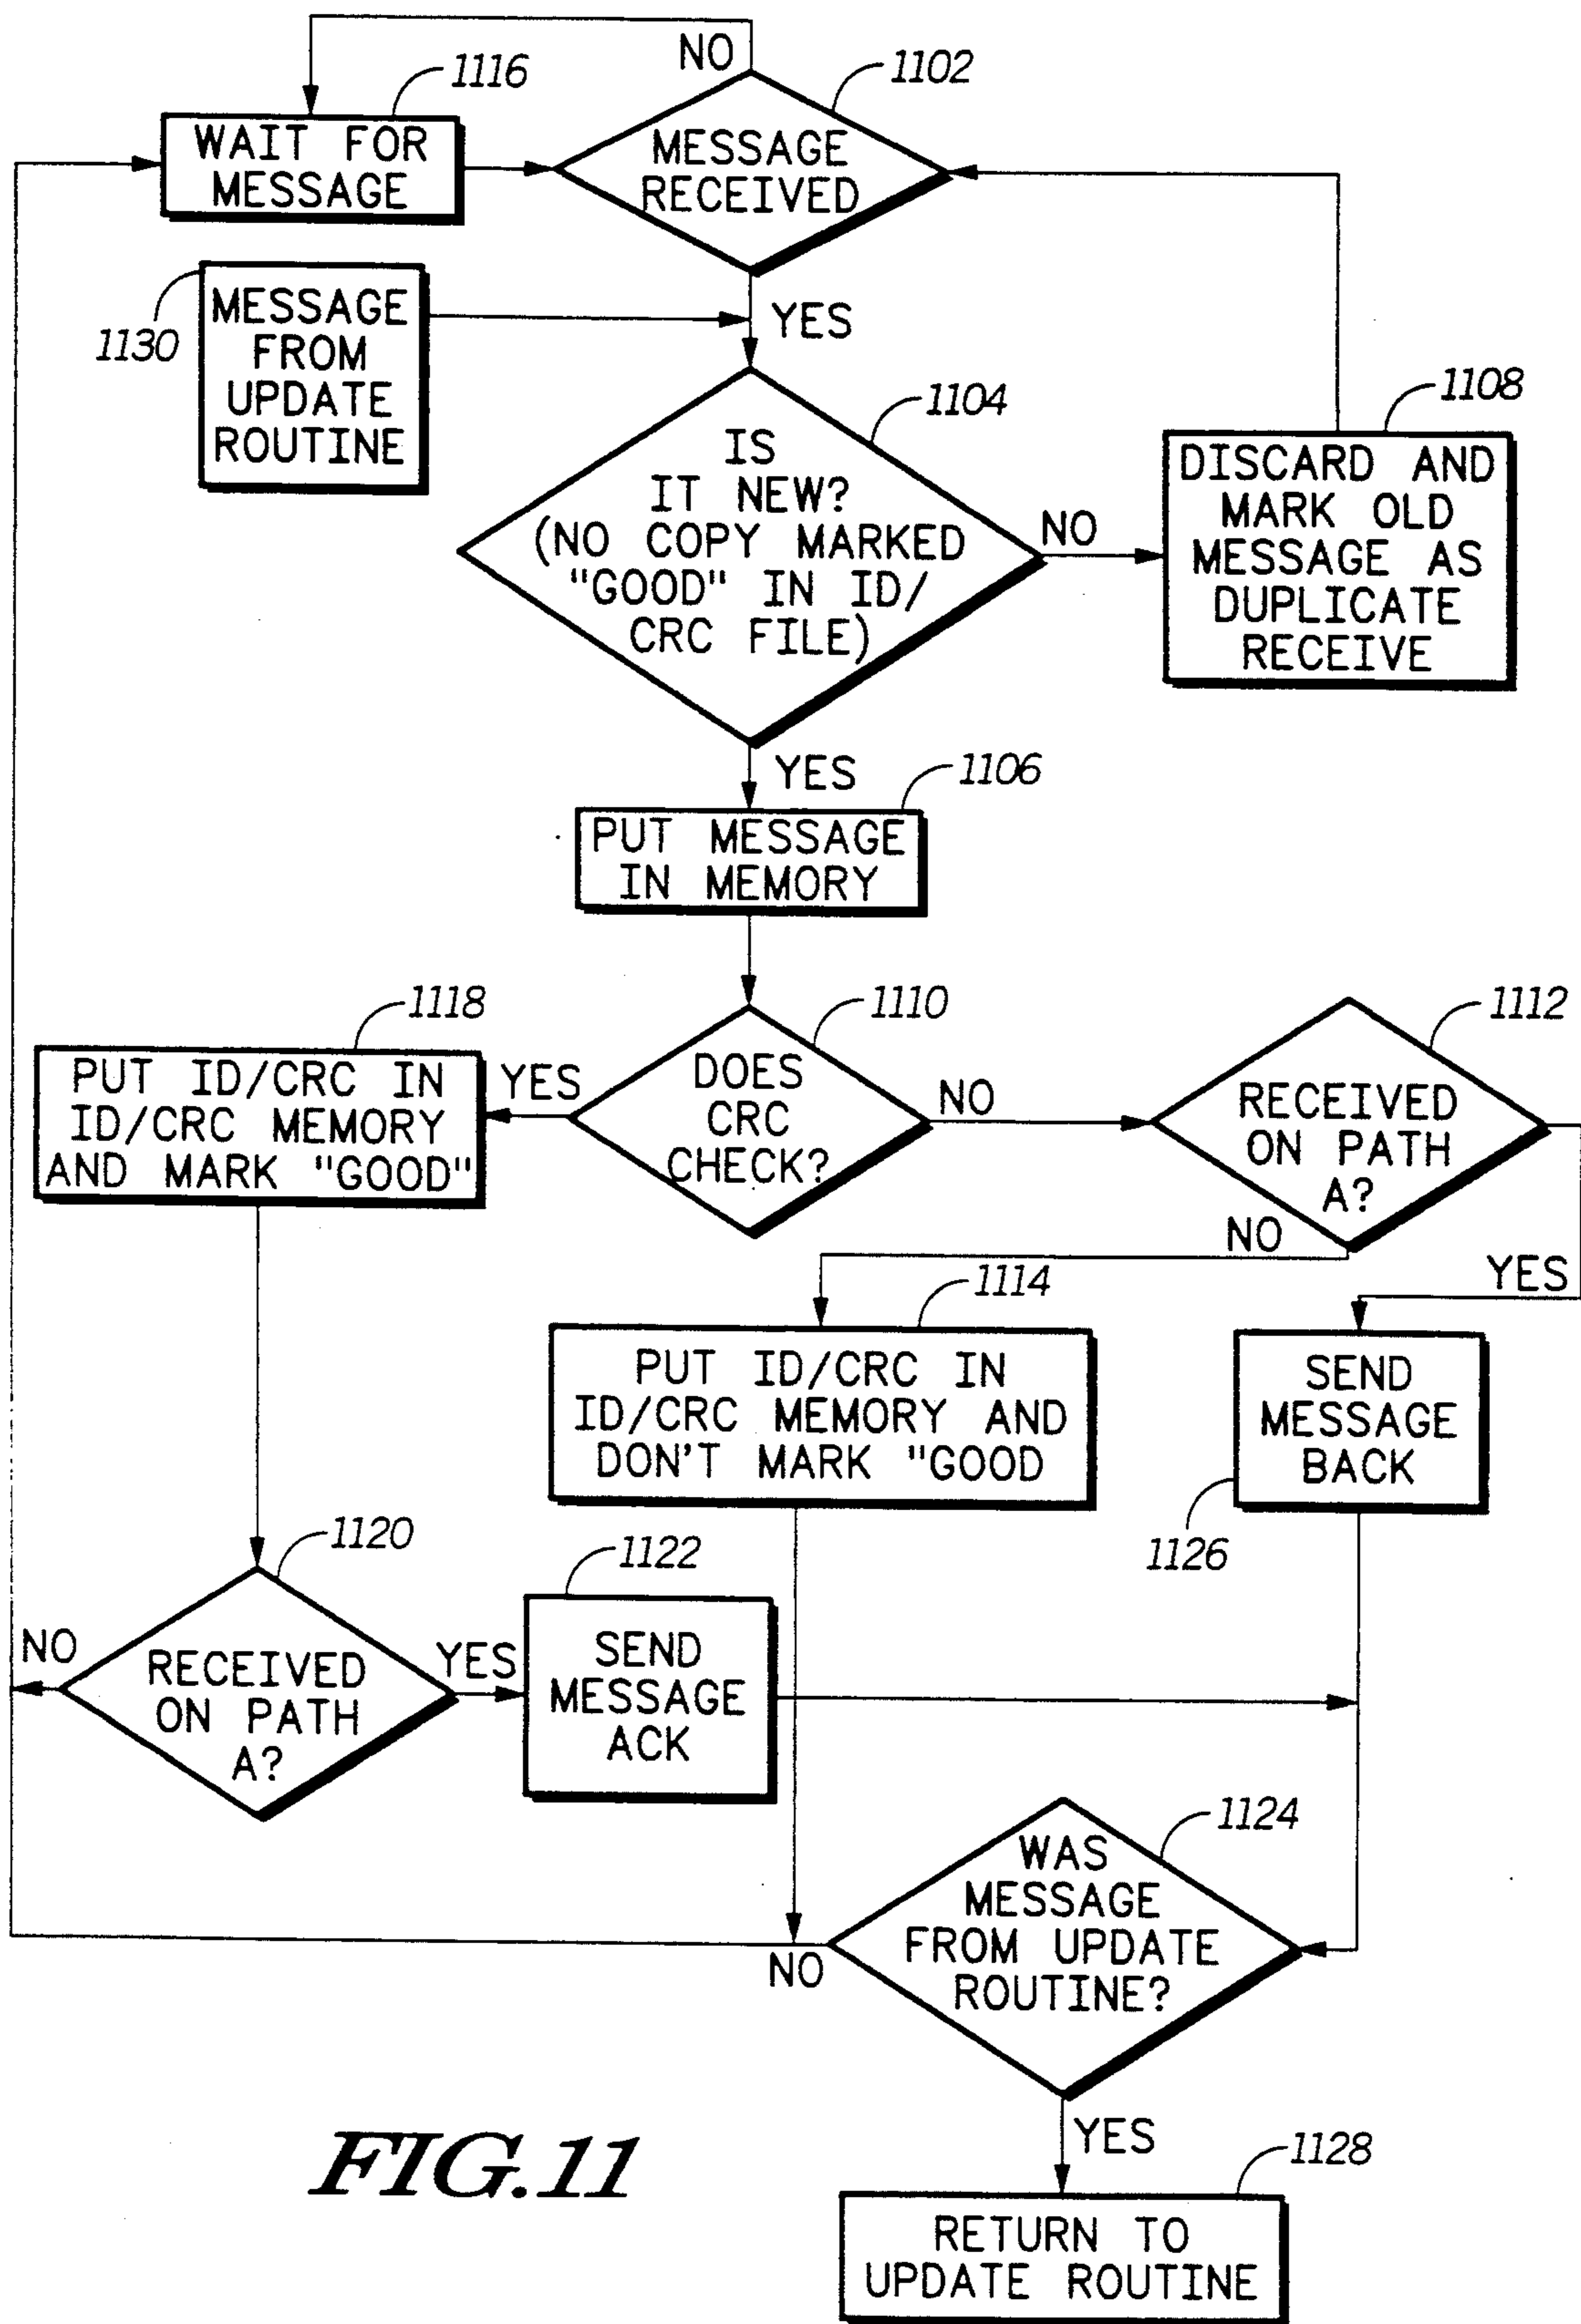 NO
1116
1102
WAIT FOR
MESSAGE
MESSAGE
RECEIVED
MESSAGE
FROM
UPDATE
ROUTINE
1130
YES
1104
1108
IS
IT NEW?
(NO COPY MARKED
"GOOD" IN ID/
CRC FILE)
NO
DISCARD AND
MARK OLD
MESSAGE AS
DUPLICATE
RECEIVE
YES
1106
PUT MESSAGE
IN MEMORY
1118
1110
1112
PUT ID/CRC IN
ID/CRC MEMORY
AND MARK "GOOD"
YES
DOES
CRC
CHECK?
NO
RECEIVED
ON PATH
A?
NO
YES
1114
PUT ID/CRC IN
ID/CRC MEMORY AND
DON'T MARK "GOOD
SEND
MESSAGE
BACK
1126
1120
1122
NO
RECEIVED
ON PATH
A?
YES
SEND
MESSAGE
ACK
1124
WAS
MESSAGE
FROM UPDATE
ROUTINE?
NO
YES
1128
RETURN TO
UPDATE ROUTINE
FIG.11